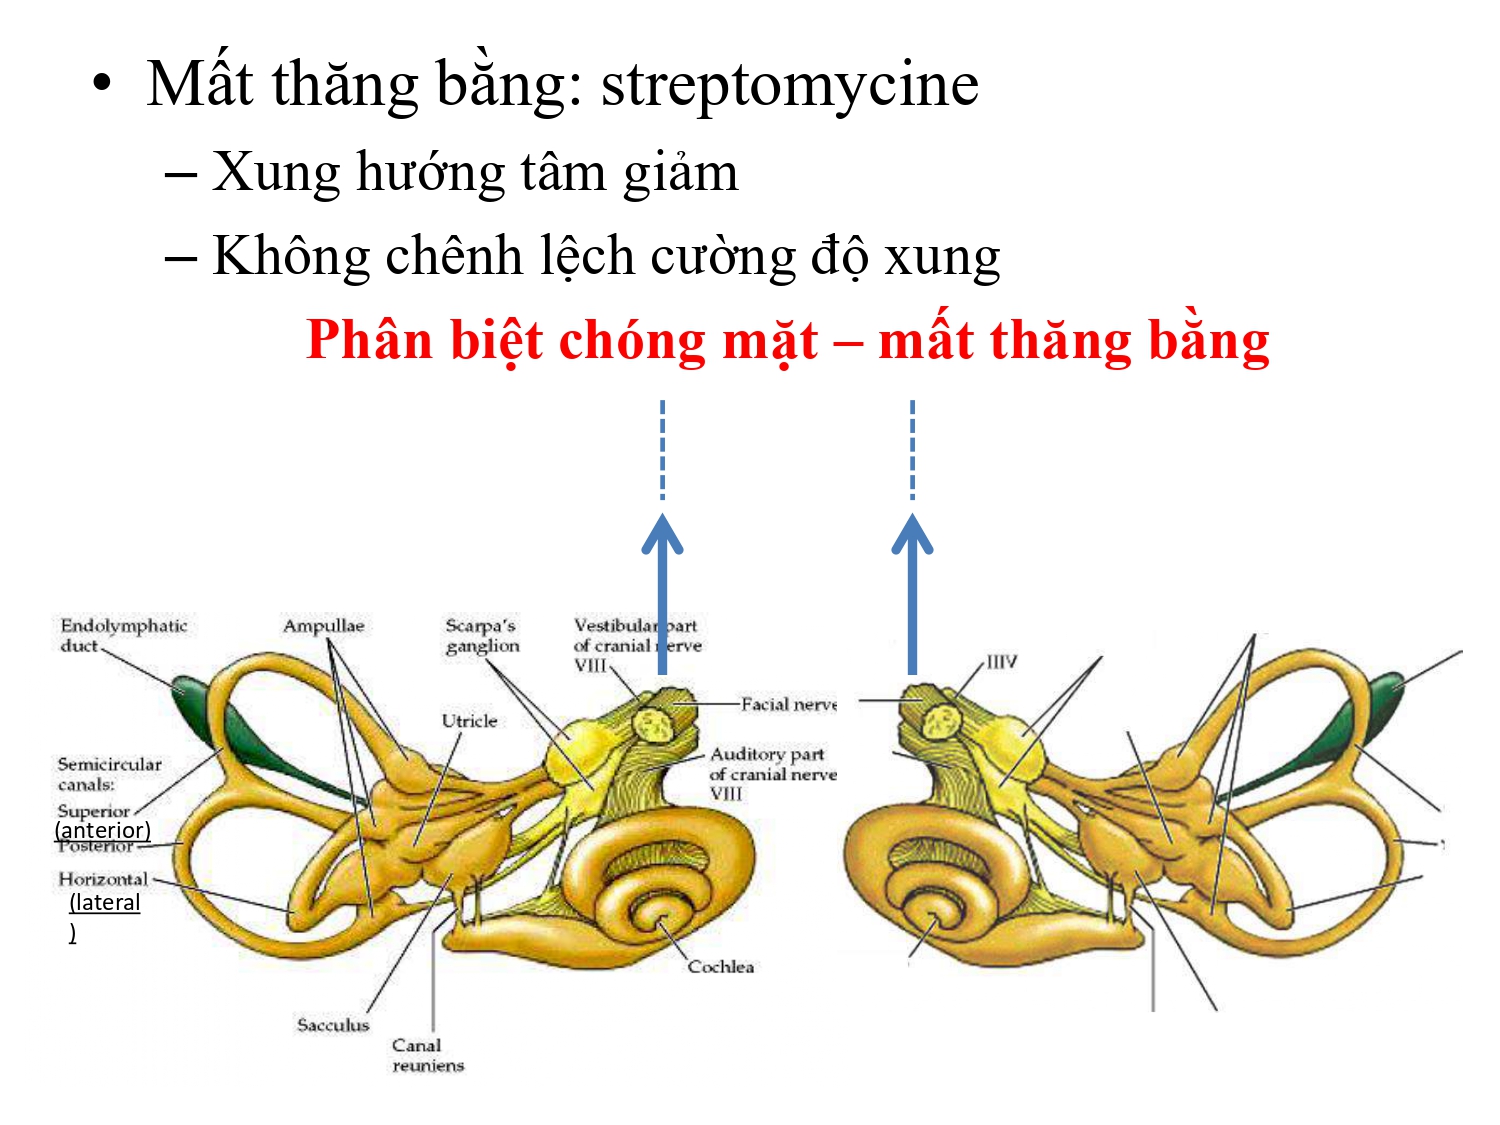 • Mất thăng bằng: streptomycine
– Xung hướng tâm giảm
– Không chênh lệch cường độ xung
Phân biệt chóng mặt – mất thăng bằng
Endolymphatic
duct
Ampullae
Scarpa's
ganglion
Vestibular part
of cranial nerve
VIII
IIIV
Facial nerve
Utricle
Auditory part
of cranial nerve
VIII
Semicircular
canals:
Superior
(anterior)
Posterior
Horizontal
(lateral
)
Cochlea
Sacculus
Canal
reuniens